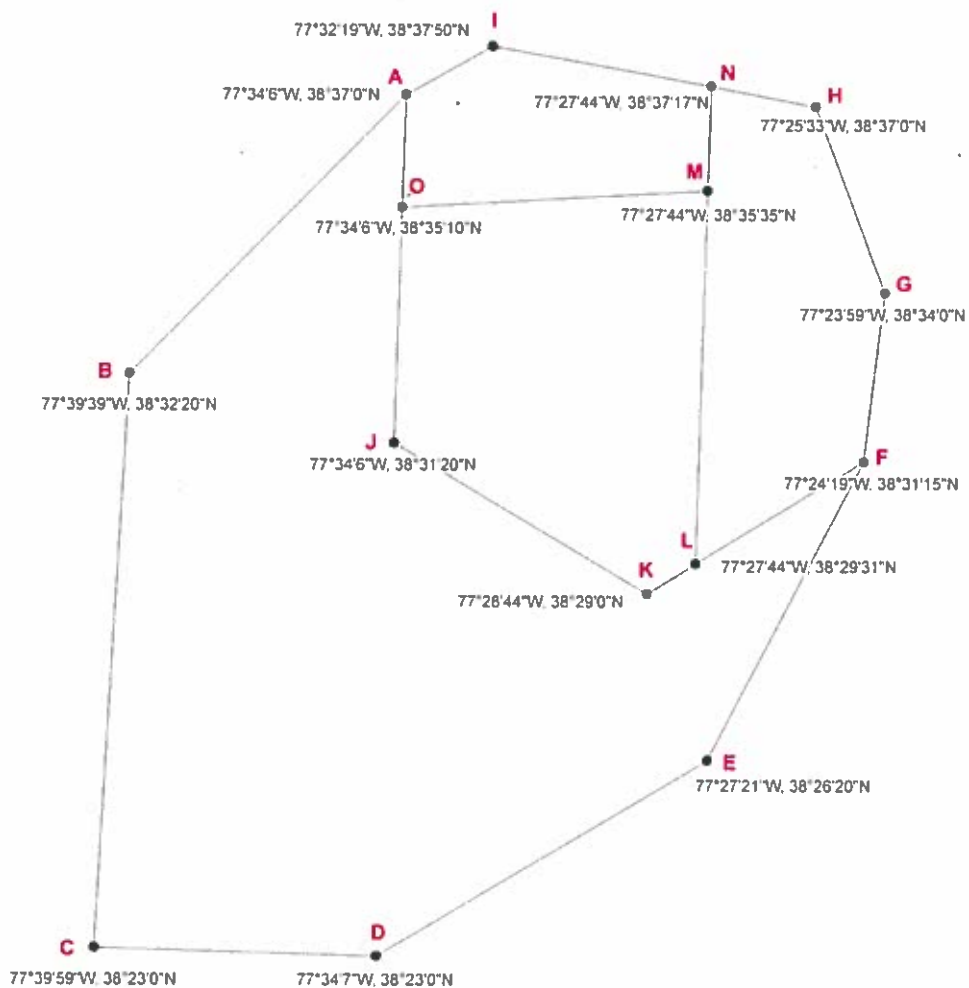 I
77°32'19"W, 38°37'50"N
A
77°34'6"W, 38°37'0"N
N
77°27'44"W, 38°37'17"N
H
77°25'33"W, 38°37'0"N
M
77°27'44"W, 38°35'35"N
O
77°34'6"W, 38°35'10"N
G
77°23'59"W, 38°34'0"N
B
77°39'39"W, 38°32'20"N
J
77°34'6"W, 38°31'20"N
F
77°24'19"W, 38°31'15"N
L
77°27'44"W, 38°29'31"N
K
77°28'44"W, 38°29'0"N
E
77°27'21"W, 38°26'20"N
D
C
77°39'59"W, 38°23'0"N
77°34'7"W, 38°23'0"N